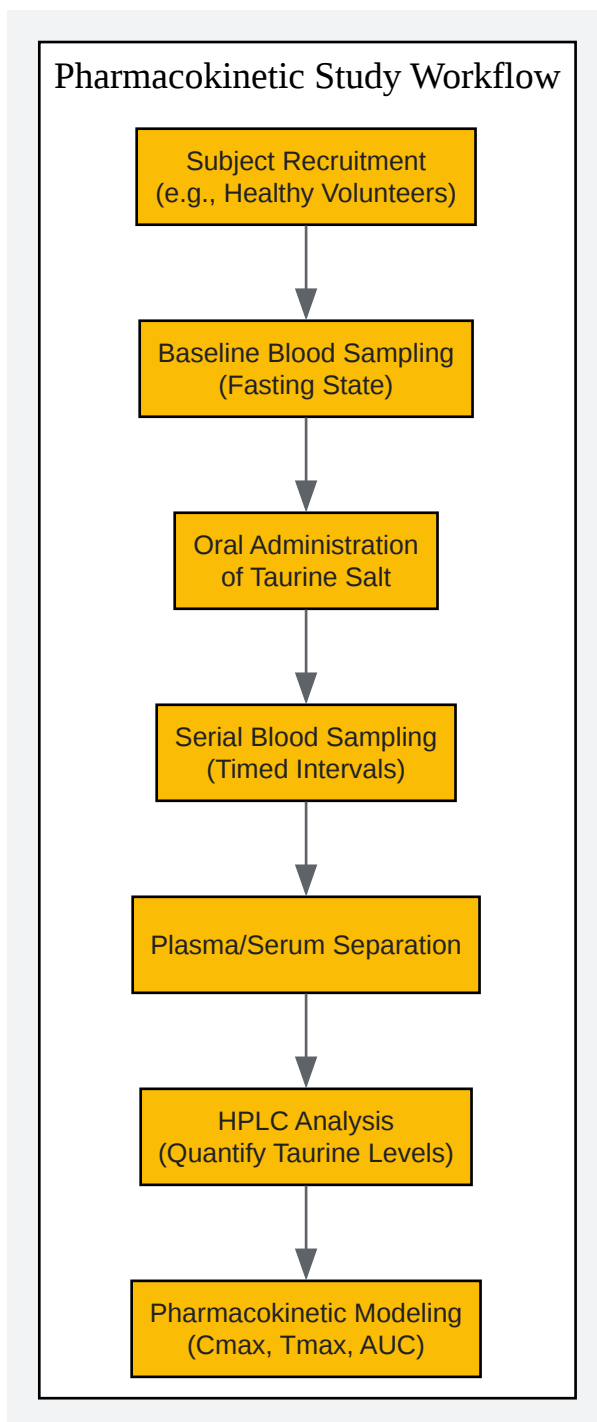 Pharmacokinetic Study Workflow
Subject Recruitment
(e.g., Healthy Volunteers)
Baseline Blood Sampling
(Fasting State)
Oral Administration
of Taurine Salt
Serial Blood Sampling
(Timed Intervals)
Plasma/Serum Separation
HPLC Analysis
(Quantify Taurine Levels)
Pharmacokinetic Modeling
(Cmax, Tmax, AUC)